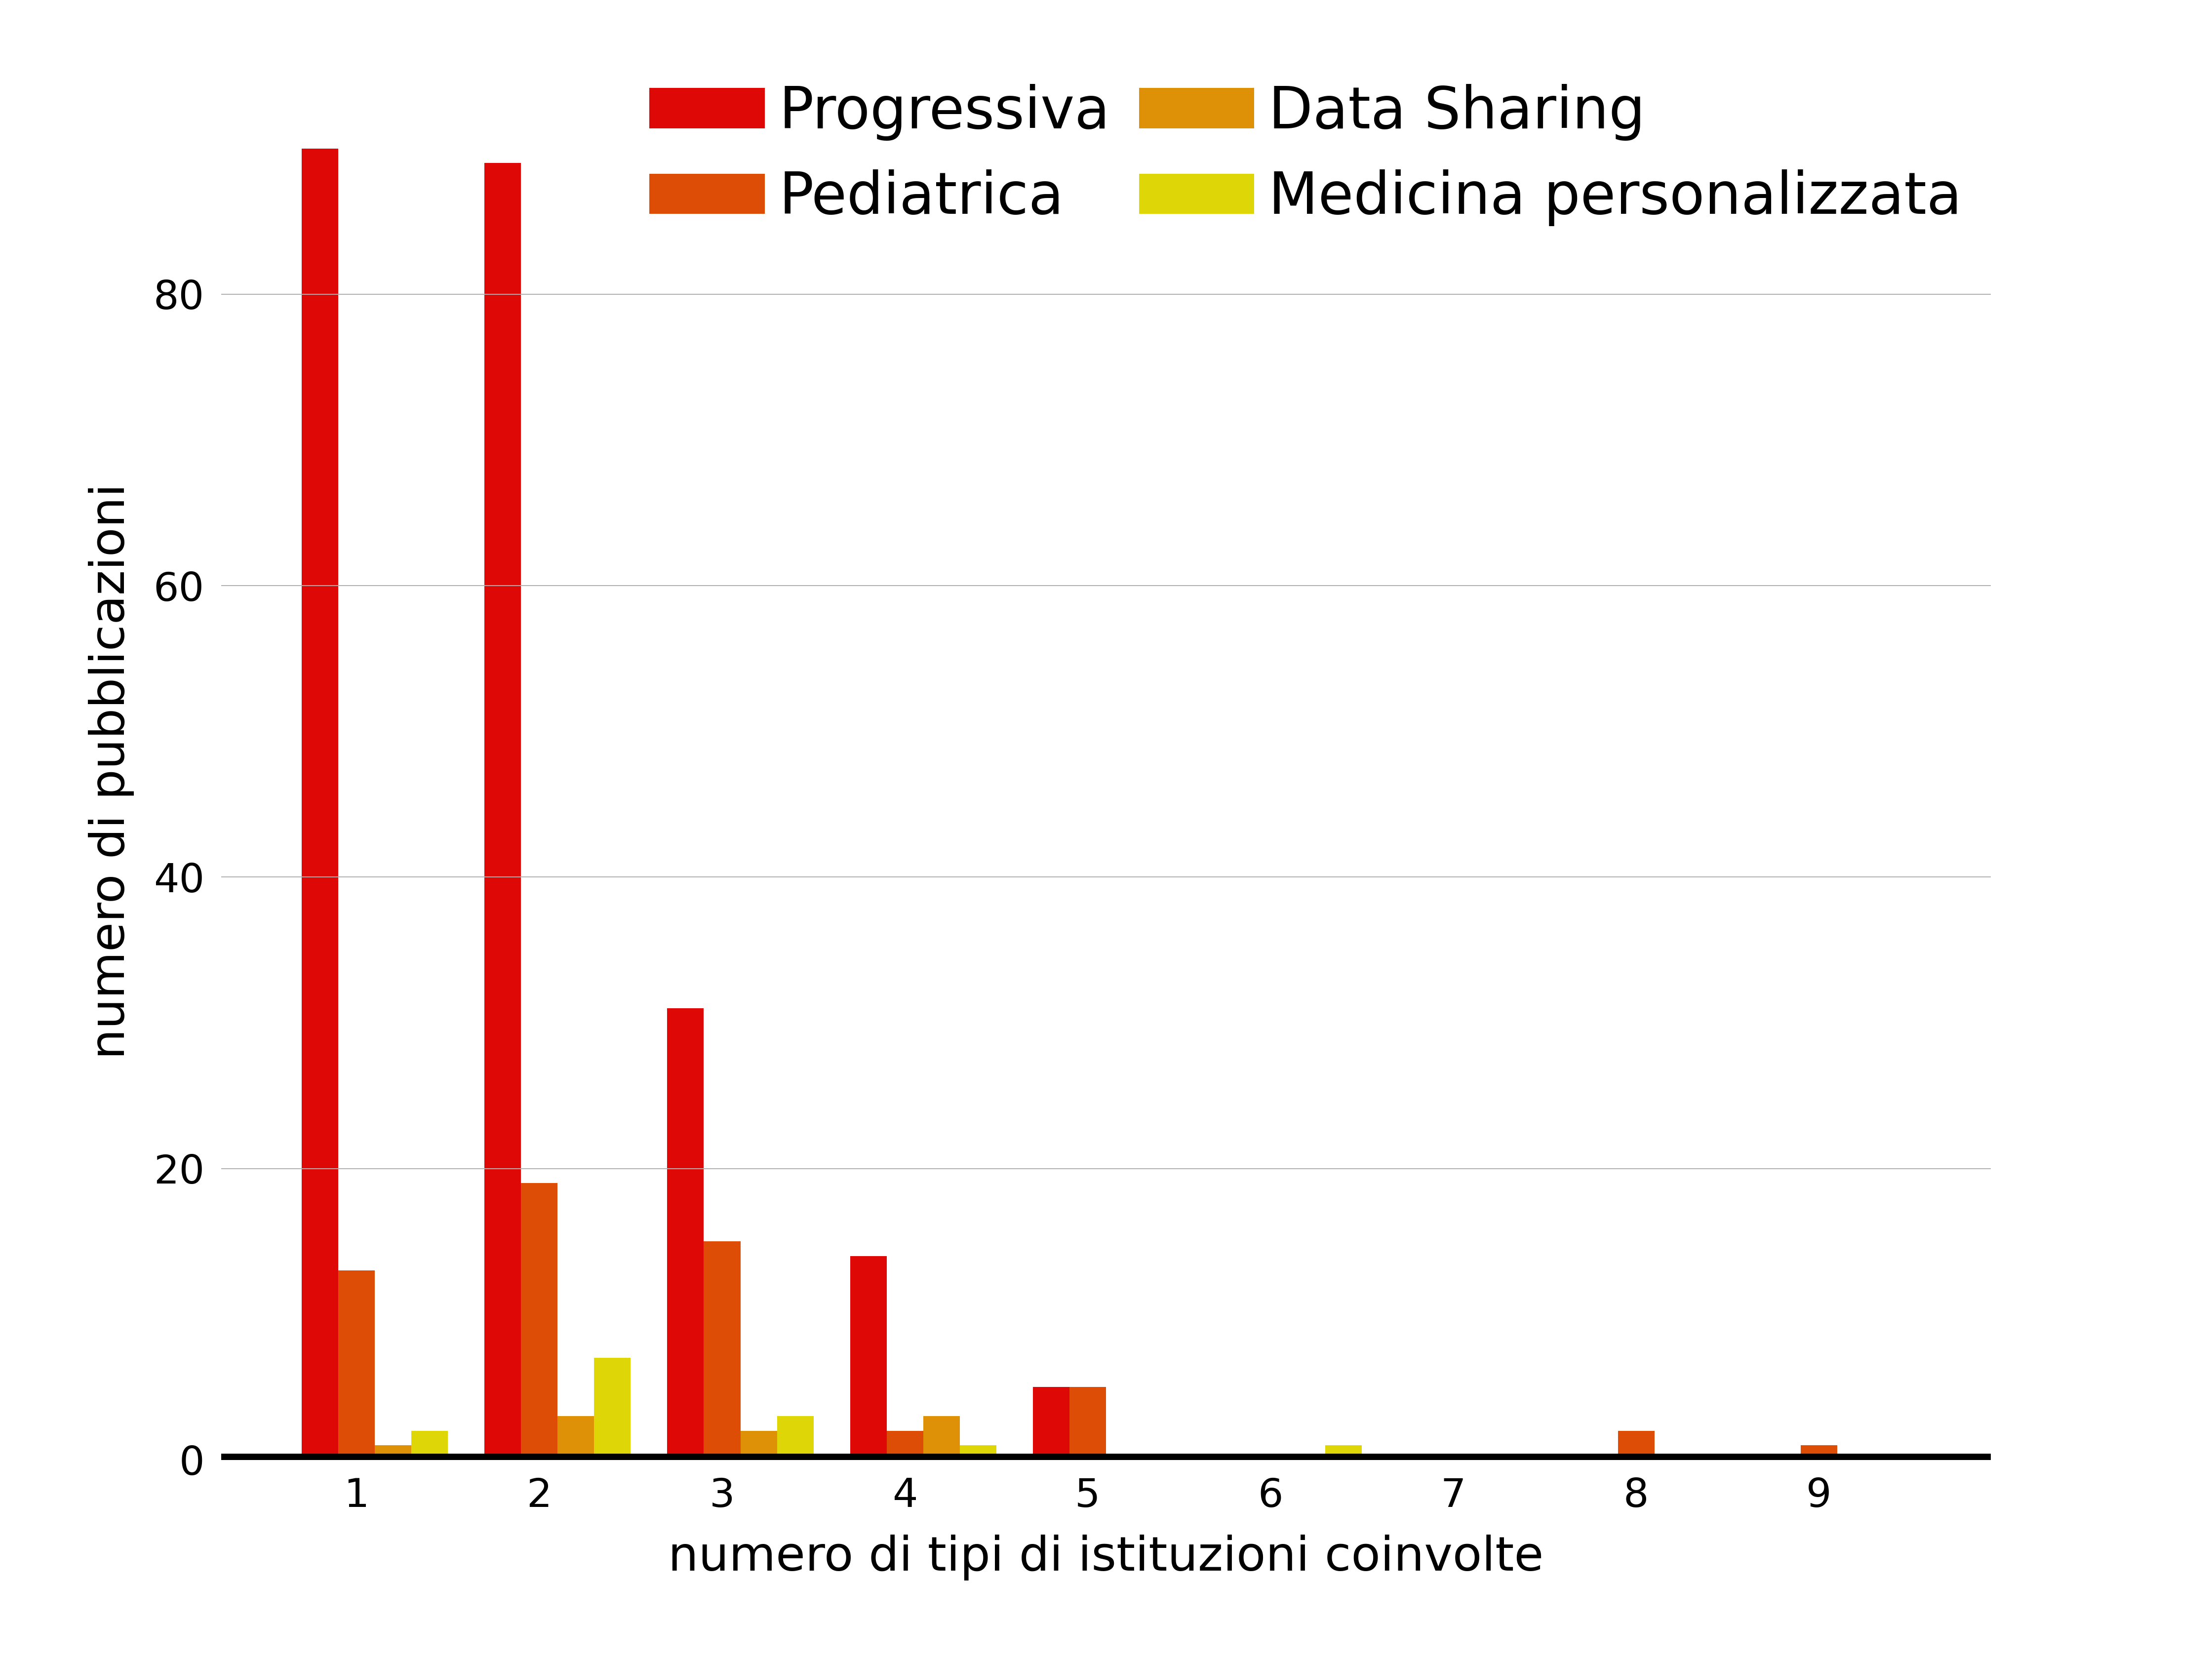 Progressiva
Data Sharing
Pediatrica
Medicina personalizzata
80
60
40
20
0
numero di pubblicazioni
1 2 3 4 5 6 7 8 9
numero di tipi di istituzioni coinvolte